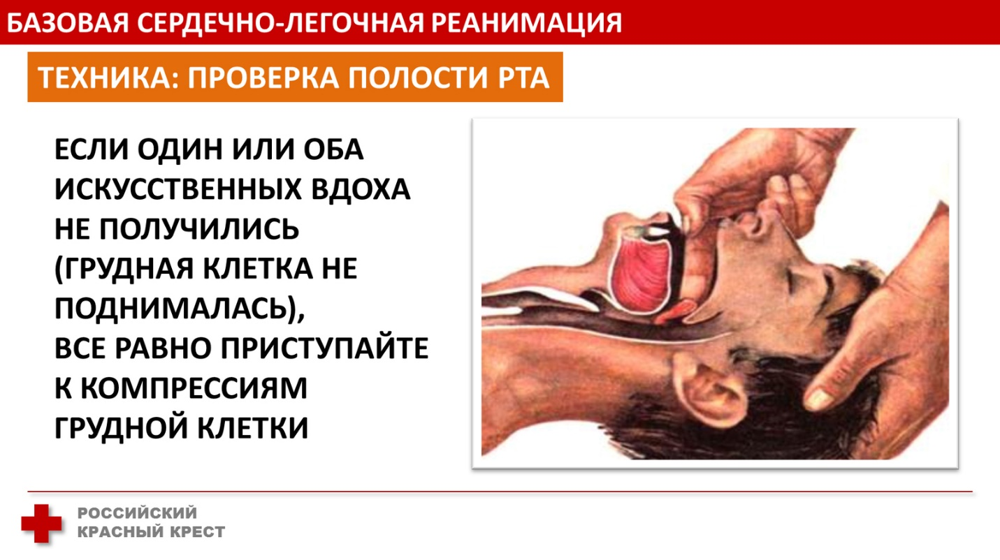 БАЗОВАЯ СЕРДЕЧНО-ЛЕГОЧНАЯ РЕАНИМАЦИЯ
ТЕХНИКА: ПРОВЕРКА ПОЛОСТИ РТА
ЕСЛИ ОДИН ИЛИ ОБА
ИСКУССТВЕННЫХ ВДОХА
НЕ ПОЛУЧИЛИСЬ
(ГРУДНАЯ КЛЕТКА НЕ
ПОДНИМАЛАСЬ),
ВСЕ РАВНО ПРИСТУПАЙТЕ
К КОМПРЕССИЯМ
ГРУДНОЙ КЛЕТКИ
РОССИЙСКИЙ
КРАСНЫЙ КРЕСТ